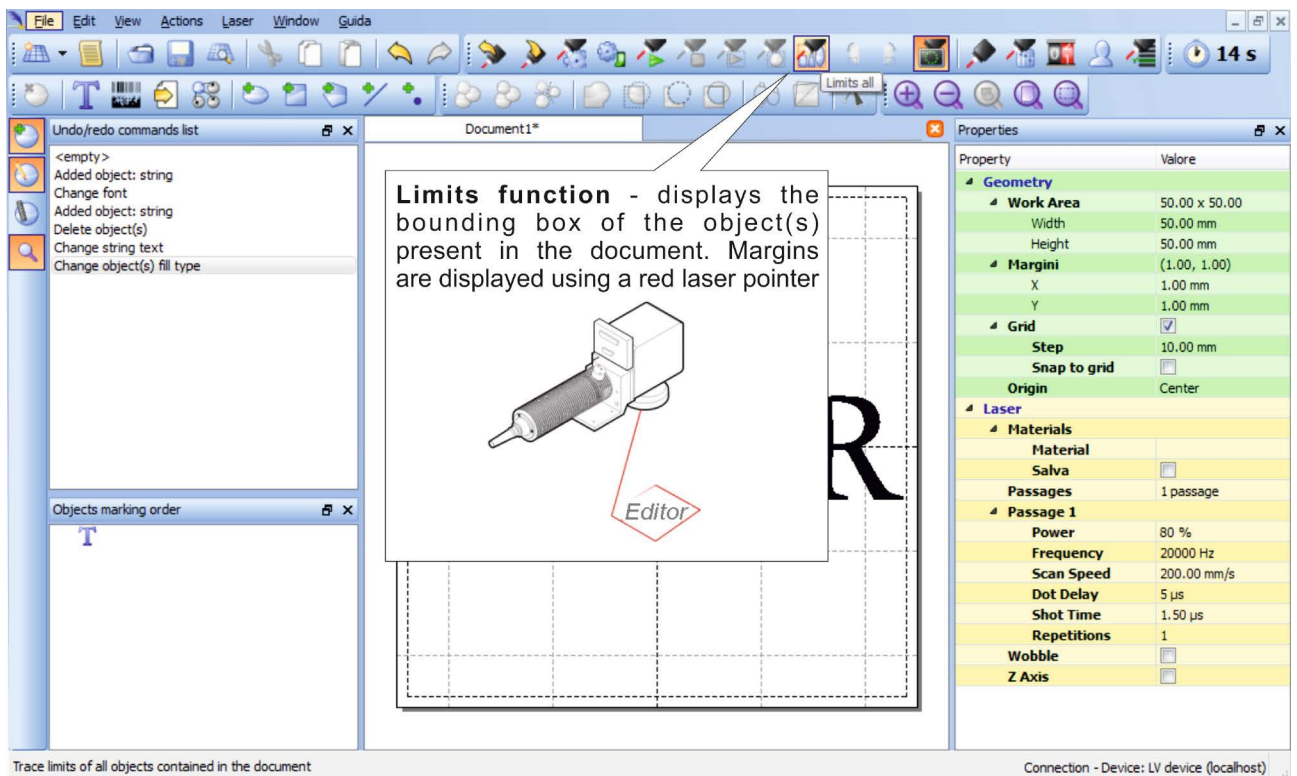 File Edit View Actions Laser Window Guida
14 s
Limits all
Undo/redo commands list
<empty>
Added object: string
Change font
Added object: string
Delete object(s)
Change string text
Change object(s) fill type
Objects marking order
T
Document1*
Limits function - displays the
bounding box of the object(s)
present in the document. Margins
are displayed using a red laser pointer
Editor
R
Properties
Property Valore
Geometry
Work Area 50.00 x 50.00
Width 50.00 mm
Height 50.00 mm
Margini (1.00, 1.00)
X 1.00 mm
Y 1.00 mm
Grid
Step 10.00 mm
Snap to grid
Origin Center
Laser
Materials
Material
Salva
Passages 1 passage
Passage 1
Power 80 %
Frequency 20000 Hz
Scan Speed 200.00 mm/s
Dot Delay 5 µs
Shot Time 1.50 µs
Repetitions 1
Wobble
Z Axis
Trace limits of all objects contained in the document
Connection - Device: LV device (localhost)